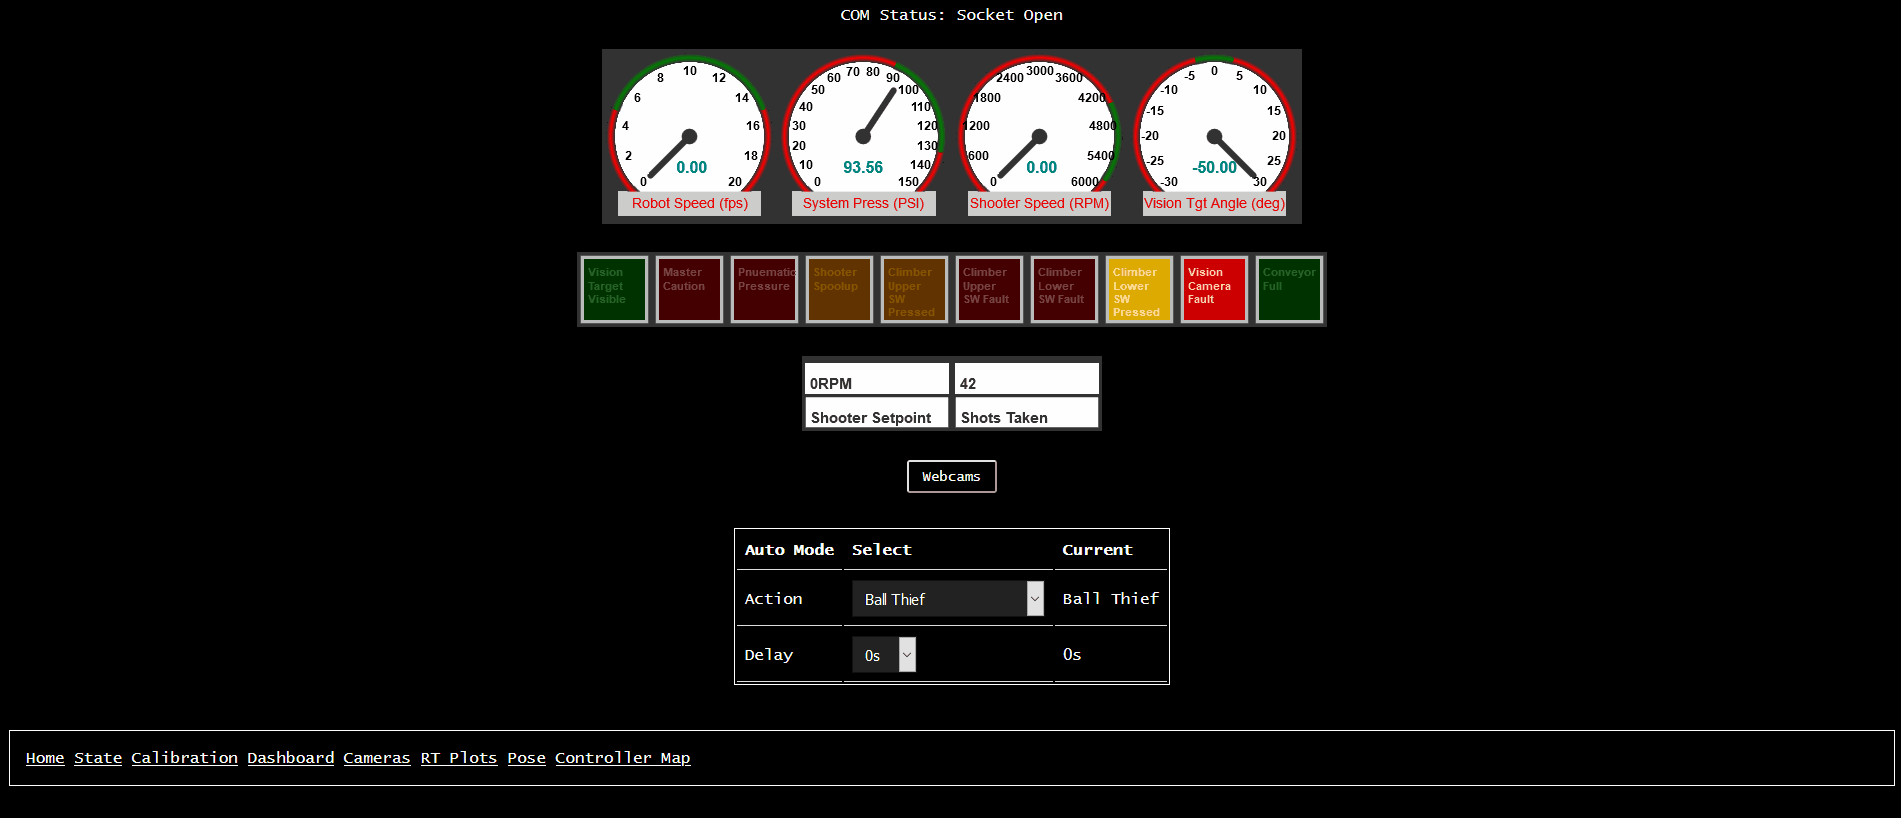 COM Status: Socket Open
0 2 4 6 8 10 12 14 16 18 20
0.00
Robot Speed (fps)
0 10 20 30 40 50 60 70 80 90 100 110 120 130 140 150
93.56
System Press (PSI)
0 600 1200 1800 2400 3000 3600 4200 4800 5400 6000
0.00
Shooter Speed (RPM)
-30 -25 -20 -15 -10 -5 0 5 10 15 20 25 30
-50.00
Vision Tgt Angle (deg)
Vision
Target
Visible
Master
Caution
Pnuematic
Pressure
Shooter
Spoolup
Climber
Upper
SW
Pressed
Climber
Upper
SW Fault
Climber
Lower
SW Fault
Climber
Lower
SW
Pressed
Vision
Camera
Fault
Conveyor
Full
0RPM
Shooter Setpoint
42
Shots Taken
Webcams
Auto Mode Select Current
Action Ball Thief Ball Thief
Delay 0s 0s
Home State Calibration Dashboard Cameras RT Plots Pose Controller Map